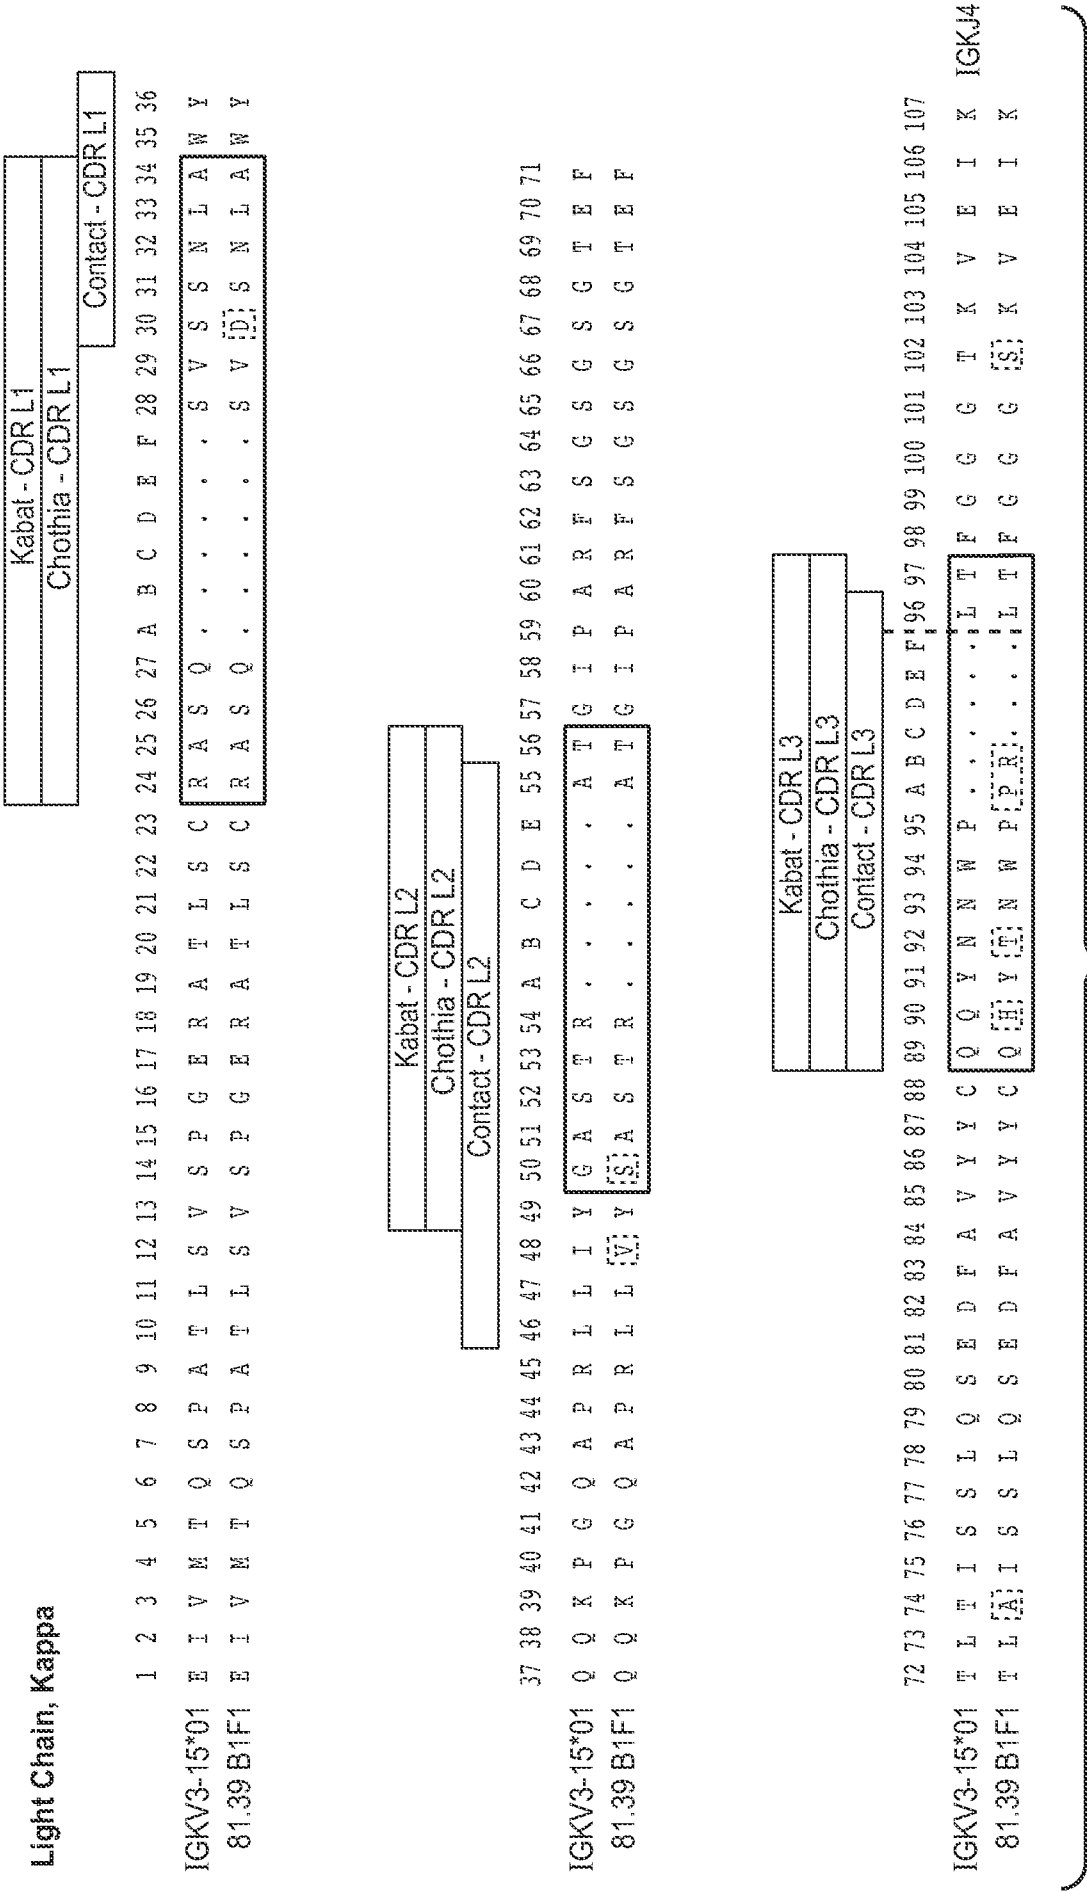 Light Chain, Kappa
Kabat - CDR L1
Chothia - CDR L1
Contact - CDR L1
1 2 3 4 5 6 7 8 9 10 11 12 13 14 15 16 17 18 19 20 21 22 23 24 25 26 27 A B C D E F 28 29 30 31 32 33 34 35 36
IGKV3-15*01 E I V M T Q S P A T L S V S P G E R A T L S C R A S Q . . . . . . S V S S N L A W Y
81.39 B1F1 E I V M T Q S P A T L S V S P G E R A T L S C R A S Q . . . . . . S V D S N L A W Y
Kabat - CDR L2
Chothia - CDR L2
Contact - CDR L2
37 38 39 40 41 42 43 44 45 46 47 48 49 50 51 52 53 54 A B C D E 55 56 57 58 59 60 61 62 63 64 65 66 67 68 69 70 71
IGKV3-15*01 Q Q K P G Q A P R L L I Y G A S T R . . . . . A T G I P A R F S G S G S G T E F
81.39 B1F1 Q Q K P G Q A P R L L V Y S A S T R . . . . . A T G I P A R F S G S G S G T E F
Kabat - CDR L3
Chothia - CDR L3
Contact - CDR L3
72 73 74 75 76 77 78 79 80 81 82 83 84 85 86 87 88 89 90 91 92 93 94 95 A B C D E F 96 97 98 99 100 101 102 103 104 105 106 107
IGKV3-15*01 T L T I S S L Q S E D F A V Y Y C Q Q Y N N W P . . . . . . L T F G G G T K V E I K IGKJ4
81.39 B1F1 T L A I S S L Q S E D F A V Y Y C Q H Y T N W P P R . . . . L T F G G G S K V E I K